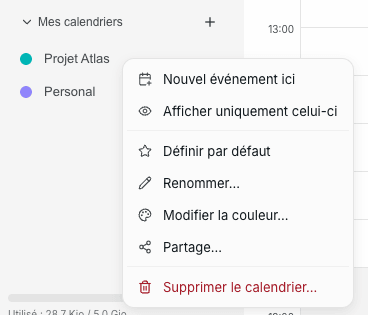 Mes calendriers
13:00
Projet Atlas
Personal
Nouvel événement ici
Afficher uniquement celui-ci
Définir par défaut
Renommer...
Modifier la couleur...
Partage...
Supprimer le calendrier...
Utilisé : 28,7 Kio / 5,0 Gio